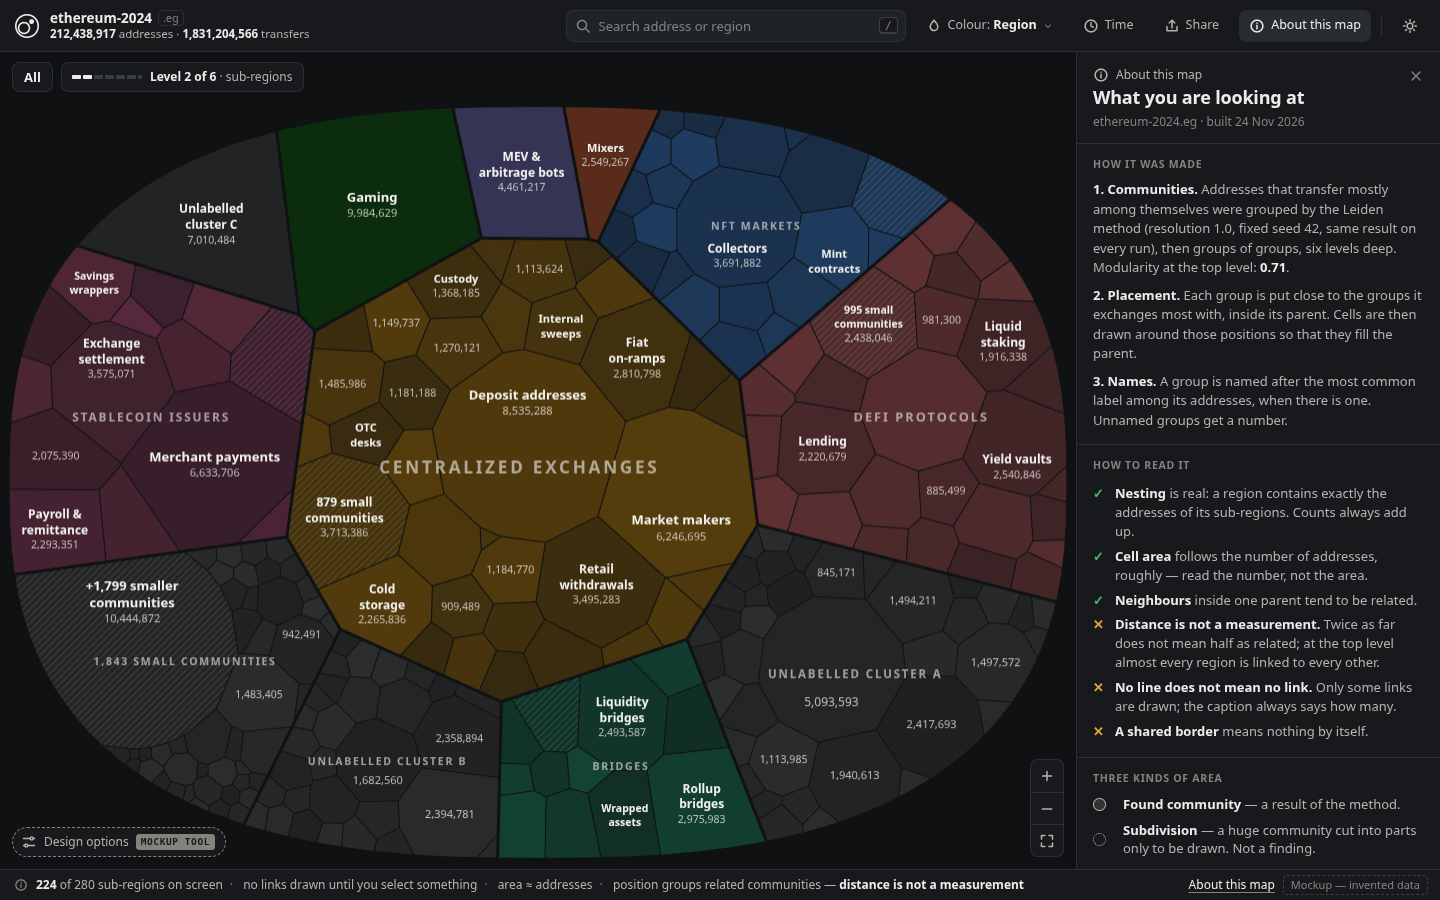 ethereum-2024 .eg
212,438,917 addresses · 1,831,204,566 transfers
Search address or region /
Colour: Region
Time
Share
About this map
All
Level 2 of 6 · sub-regions
Unlabelled
cluster C
7,010,484
Gaming
9,984,629
MEV &
arbitrage bots
4,461,217
Mixers
2,549,267
NFT MARKETS
Collectors
3,691,882
Mint
contracts
Savings
wrappers
Exchange
settlement
3,575,071
STABLECOIN ISSUERS
2,075,390
Merchant payments
6,633,706
Payroll &
remittance
2,293,351
Custody
1,368,185
1,113,624
1,149,737
Internal
sweeps
1,270,121
Fiat
on-ramps
2,810,798
1,485,986
1,181,188
Deposit addresses
8,535,288
OTC
desks
CENTRALIZED EXCHANGES
879 small
communities
3,713,386
Market makers
6,246,695
1,184,770
Retail
withdrawals
3,495,283
Cold
storage
2,265,836
909,489
995 small
communities
2,438,046
981,300
Liquid
staking
1,916,338
DEFI PROTOCOLS
Lending
2,220,679
Yield vaults
2,540,846
885,499
+1,799 smaller
communities
10,444,872
942,491
1,843 SMALL COMMUNITIES
1,483,405
2,358,894
UNLABELLED CLUSTER B
1,682,560
2,394,781
Liquidity
bridges
2,493,587
BRIDGES
Wrapped
assets
Rollup
bridges
2,975,983
845,171
1,494,211
1,497,572
UNLABELLED CLUSTER A
5,093,593
2,417,693
1,113,985
1,940,613
Design options MOCKUP TOOL
About this map
What you are looking at
ethereum-2024.eg · built 24 Nov 2026
HOW IT WAS MADE
1. Communities. Addresses that transfer mostly
among themselves were grouped by the Leiden
method (resolution 1.0, fixed seed 42, same result on
every run), then groups of groups, six levels deep.
Modularity at the top level: 0.71.
2. Placement. Each group is put close to the groups it
exchanges most with, inside its parent. Cells are then
drawn around those positions so that they fill the
parent.
3. Names. A group is named after the most common
label among its addresses, when there is one.
Unnamed groups get a number.
HOW TO READ IT
✓ Nesting is real: a region contains exactly the
addresses of its sub-regions. Counts always add
up.
✓ Cell area follows the number of addresses,
roughly — read the number, not the area.
✓ Neighbours inside one parent tend to be related.
✕ Distance is not a measurement. Twice as far
does not mean half as related; at the top level
almost every region is linked to every other.
✕ No line does not mean no link. Only some links
are drawn; the caption always says how many.
✕ A shared border means nothing by itself.
THREE KINDS OF AREA
Found community — a result of the method.
Subdivision — a huge community cut into parts
only to be drawn. Not a finding.
224 of 280 sub-regions on screen · no links drawn until you select something · area ≈ addresses · position groups related communities — distance is not a measurement
About this map
Mockup — invented data